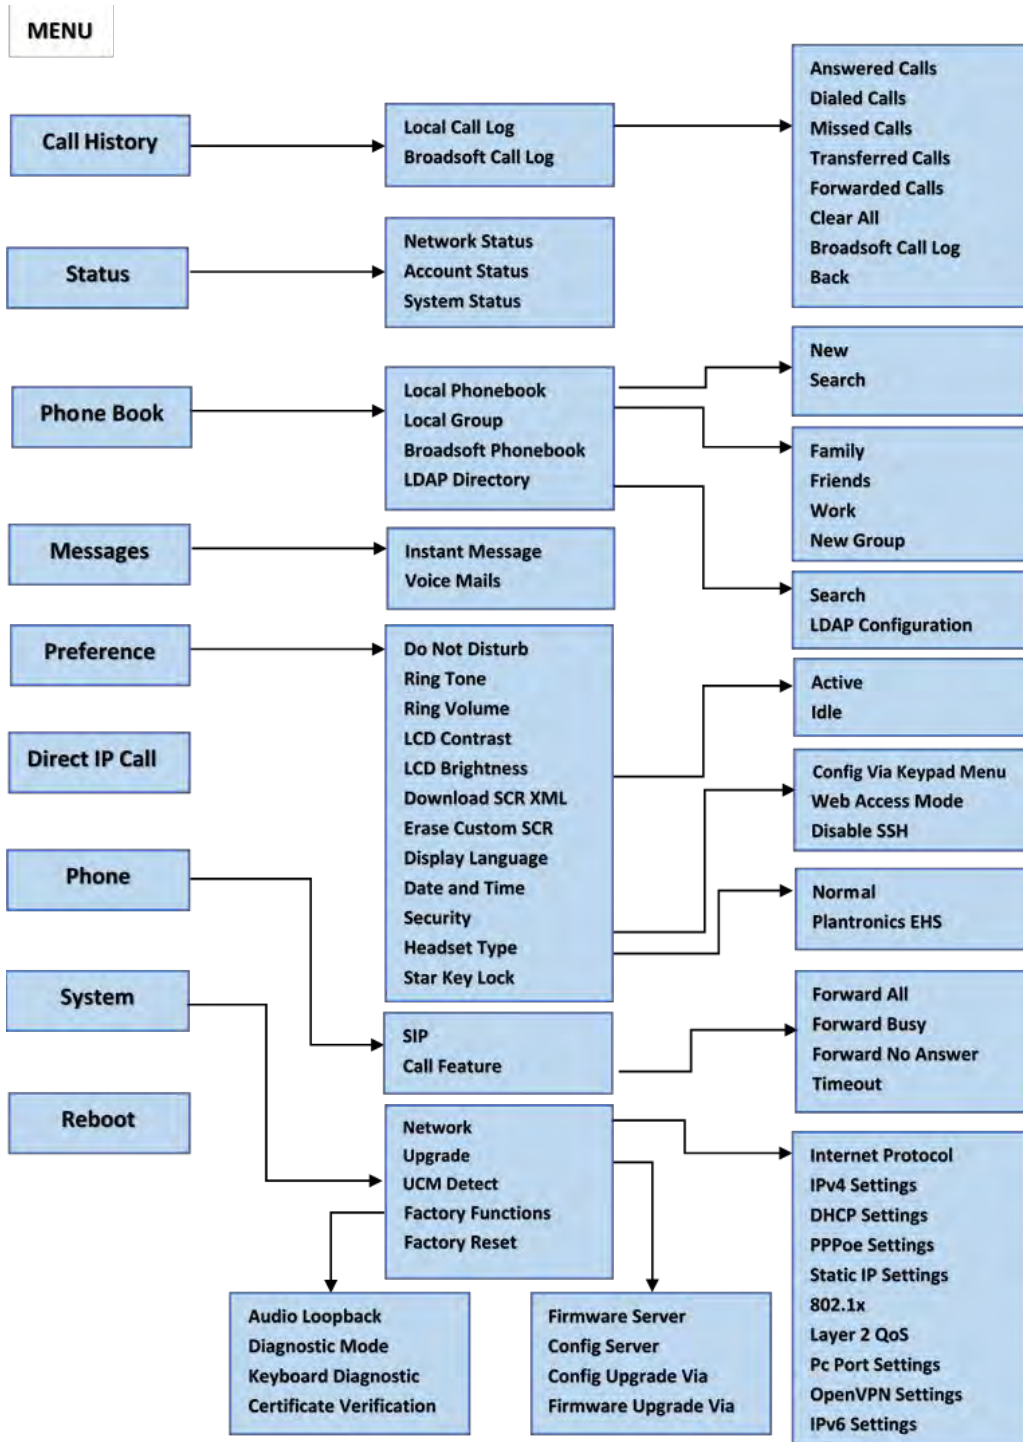 MENU
Call History
Local Call Log
Broadsoft Call Log
Answered Calls
Dialed Calls
Missed Calls
Transferred Calls
Forwarded Calls
Clear All
Broadsoft Call Log
Back
Status
Network Status
Account Status
System Status
Phone Book
Local Phonebook
Local Group
Broadsoft Phonebook
LDAP Directory
New
Search
Family
Friends
Work
New Group
Search
LDAP Configuration
Messages
Instant Message
Voice Mails
Preference
Do Not Disturb
Ring Tone
Ring Volume
LCD Contrast
LCD Brightness
Download SCR XML
Erase Custom SCR
Display Language
Date and Time
Security
Headset Type
Star Key Lock
Active
Idle
Config Via Keypad Menu
Web Access Mode
Disable SSH
Normal
Plantronics EHS
Direct IP Call
Phone
SIP
Call Feature
Forward All
Forward Busy
Forward No Answer
Timeout
System
Network
Upgrade
UCM Detect
Factory Functions
Factory Reset
Internet Protocol
IPv4 Settings
DHCP Settings
PPPoe Settings
Static IP Settings
802.1x
Layer 2 QoS
Pc Port Settings
OpenVPN Settings
IPv6 Settings
Audio Loopback
Diagnostic Mode
Keyboard Diagnostic
Certificate Verification
Firmware Server
Config Server
Config Upgrade Via
Firmware Upgrade Via
Reboot